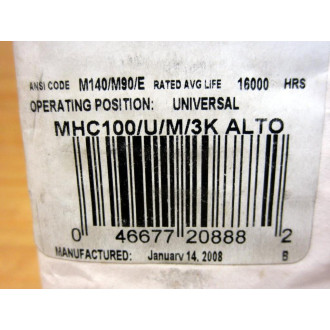 ANSI CODE M140/M90/E RATED AVG LIFE 16000 HRS
OPERATING POSITION: UNIVERSAL
MHC100/U/M/3K ALTO
0 46677 20888 2
MANUFACTURED: January 14, 2008 B